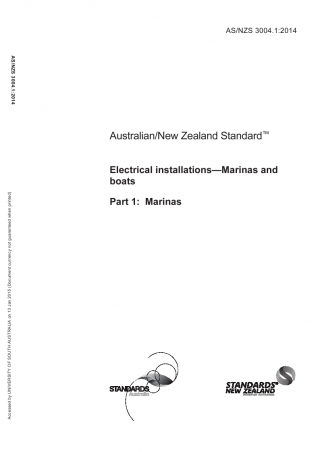 AS/NZS 3004.1:2014
AS/NZS 3004.1:2014
Australian/New Zealand Standard™
Electrical installations—Marinas and
boats
Part 1: Marinas
Accessed by UNIVERSITY OF SOUTH AUSTRALIA on 13 Jan 2015 (Document currency not guaranteed when printed)
STANDARDS
Australia
STANDARDS
NEW ZEALAND